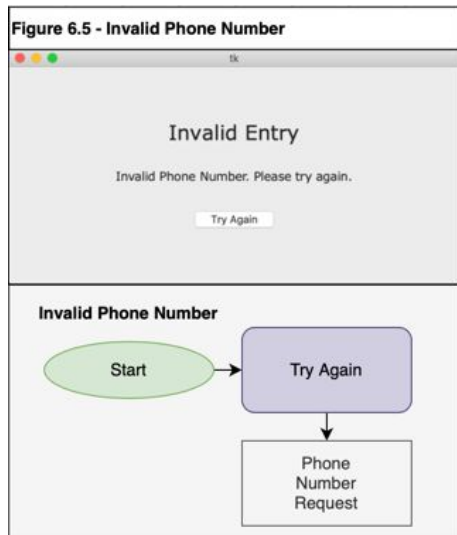 Figure 6.5 - Invalid Phone Number
tk
Invalid Entry
Invalid Phone Number. Please try again.
Try Again
Invalid Phone Number
Start
Try Again
Phone
Number
Request